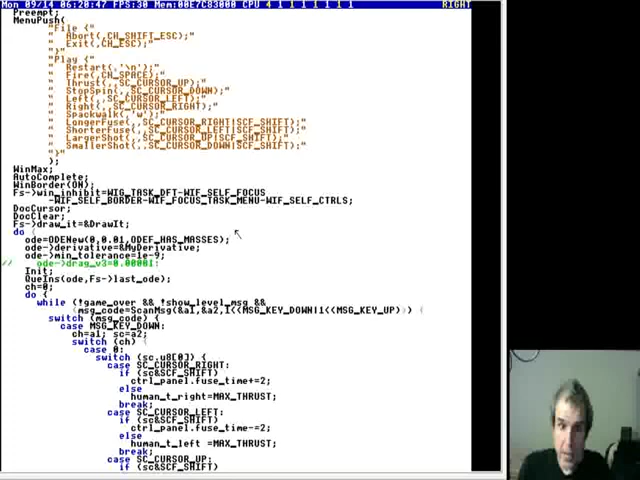 Mon 09/14 06:20:47 FPS:30 Mem:00E7C83000 CPU 4 1 1 1 1 1 1 1 RIGHT
Preempt;
MenuPush(
"File {"
"  Abort(,CH_SHIFT_ESC);"
"  Exit(,CH_ESC);"
"}"
"Play {"
"  Restart(,'\n');"
"  Fire(,CH_SPACE);"
"  Thrust(,,SC_CURSOR_UP);"
"  StopSpin(,,SC_CURSOR_DOWN);"
"  Left(,,SC_CURSOR_LEFT);"
"  Right(,,SC_CURSOR_RIGHT);"
"  Spackwalk(,'w');"
"  LongerFuse(,,SC_CURSOR_RIGHT|SCF_SHIFT);"
"  ShorterFuse(,,SC_CURSOR_LEFT|SCF_SHIFT);"
"  LargerShot(,,SC_CURSOR_UP|SCF_SHIFT);"
"  SmallerShot(,,SC_CURSOR_DOWN|SCF_SHIFT);"
"}"
);
WinMax;
AutoComplete;
WinBorder(ON);
Fs->win_inhibit=WIG_TASK_DFT-WIF_SELF_FOCUS
-WIF_SELF_BORDER-WIF_FOCUS_TASK_MENU-WIF_SELF_CTRLS;
DocCursor;
DocClear;
Fs->draw_it=&DrawIt;
do {
ode=ODENew(0,0.01,ODEF_HAS_MASSES);
ode->derivative=&MyDerivative;
ode->min_tolerance=1e-9;
// ode->drag_v3=0.00001;
Init;
QueIns(ode,Fs->last_ode);
ch=0;
do {
while (!game_over && !show_level_msg &&
(msg_code=ScanMsg(&a1,&a2,1<<MSG_KEY_DOWN|1<<MSG_KEY_UP))) {
switch (msg_code) {
case MSG_KEY_DOWN:
ch=a1; sc=a2;
switch (ch) {
case 0:
switch (sc.u8[0]) {
case SC_CURSOR_RIGHT:
if (sc&SCF_SHIFT)
ctrl_panel.fuse_time+=2;
else
human_t_right=MAX_THRUST;
break;
case SC_CURSOR_LEFT:
if (sc&SCF_SHIFT)
ctrl_panel.fuse_time-=2;
else
human_t_left =MAX_THRUST;
break;
case SC_CURSOR_UP:
if (sc&SCF_SHIFT)